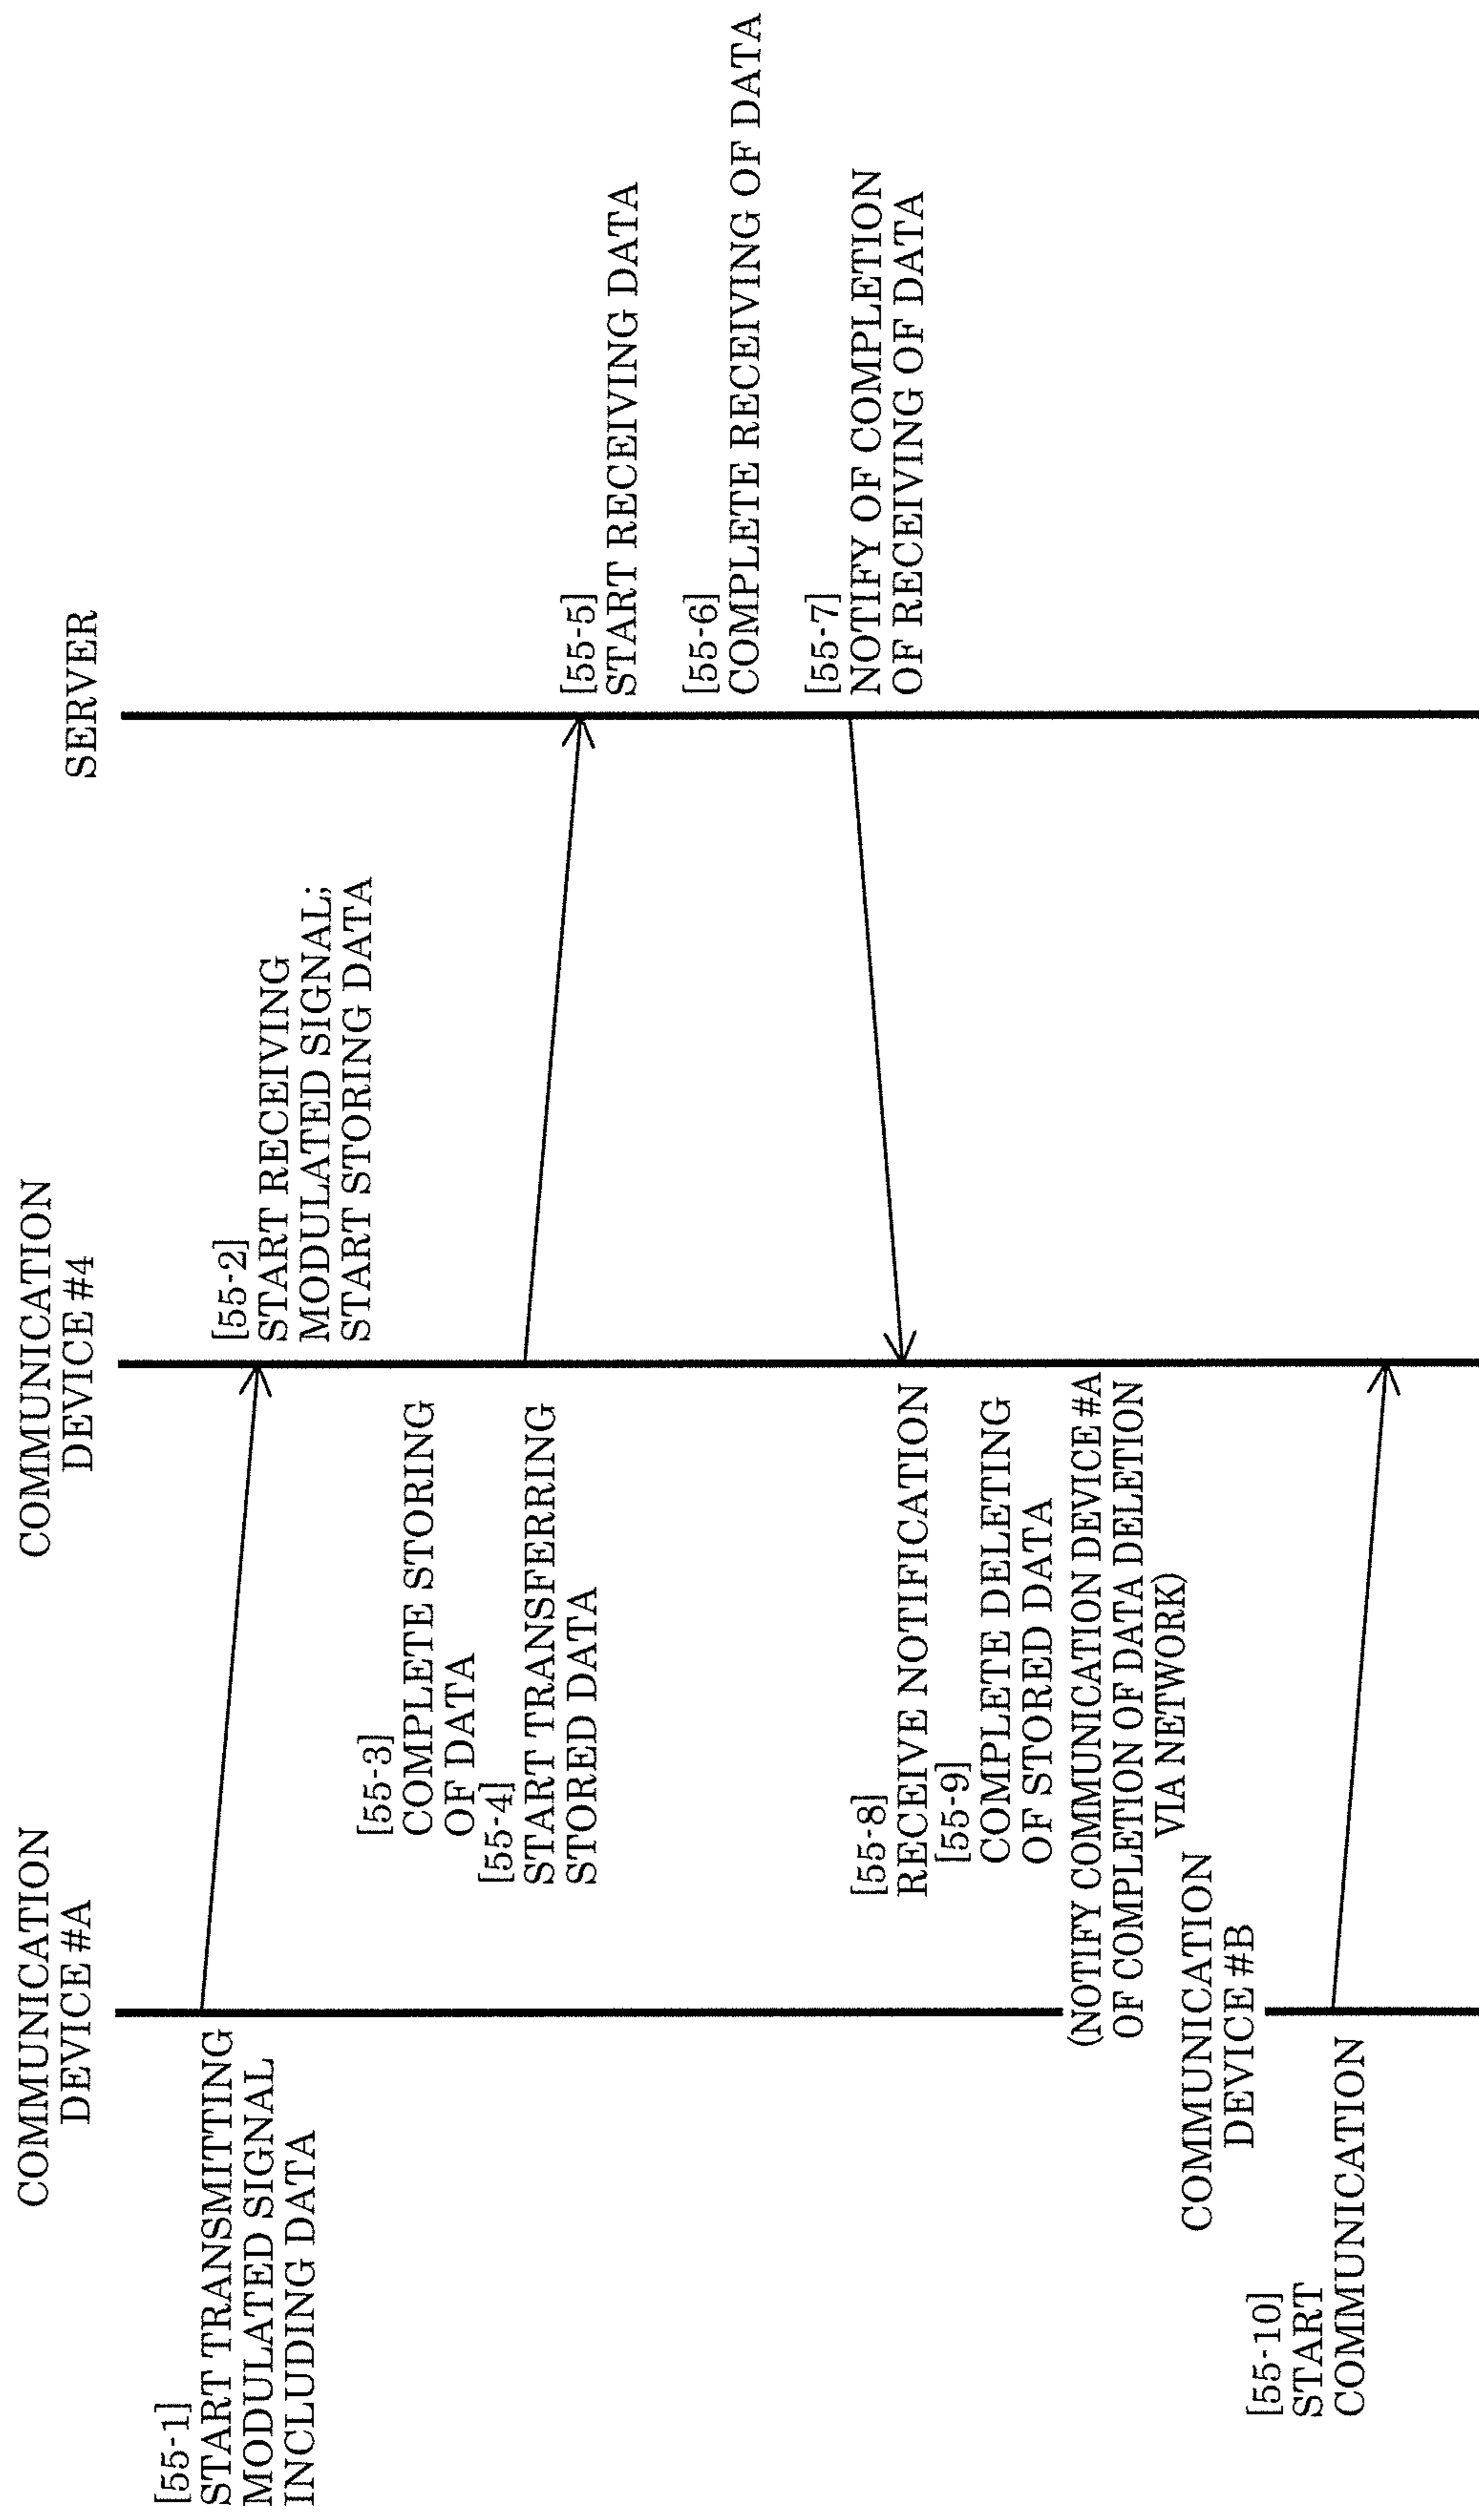 COMMUNICATION
DEVICE #A
COMMUNICATION
DEVICE #4
SERVER
[55-1]
START TRANSMITTING
MODULATED SIGNAL
INCLUDING DATA
[55-2]
START RECEIVING
MODULATED SIGNAL;
START STORING DATA
[55-3]
COMPLETE STORING
OF DATA
[55-4]
START TRANSFERRING
STORED DATA
[55-5]
START RECEIVING DATA
[55-6]
COMPLETE RECEIVING OF DATA
[55-7]
NOTIFY OF COMPLETION
OF RECEIVING OF DATA
[55-8]
RECEIVE NOTIFICATION
[55-9]
COMPLETE DELETING
OF STORED DATA
(NOTIFY COMMUNICATION DEVICE #A
OF COMPLETION OF DATA DELETION
VIA NETWORK)
COMMUNICATION
DEVICE #B
[55-10]
START
COMMUNICATION